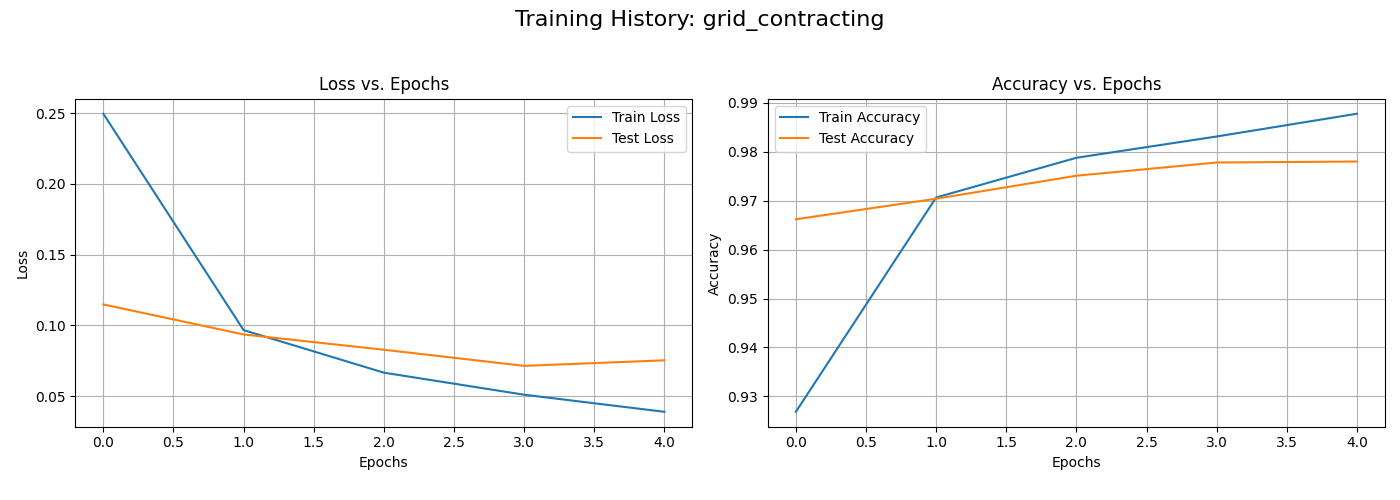 Training History: grid_contracting
Loss vs. Epochs
Loss
0.25
0.20
0.15
0.10
0.05
Train Loss
Test Loss
0.0 0.5 1.0 1.5 2.0 2.5 3.0 3.5 4.0
Epochs
Accuracy vs. Epochs
Accuracy
0.99
0.98
0.97
0.96
0.95
0.94
0.93
Train Accuracy
Test Accuracy
0.0 0.5 1.0 1.5 2.0 2.5 3.0 3.5 4.0
Epochs